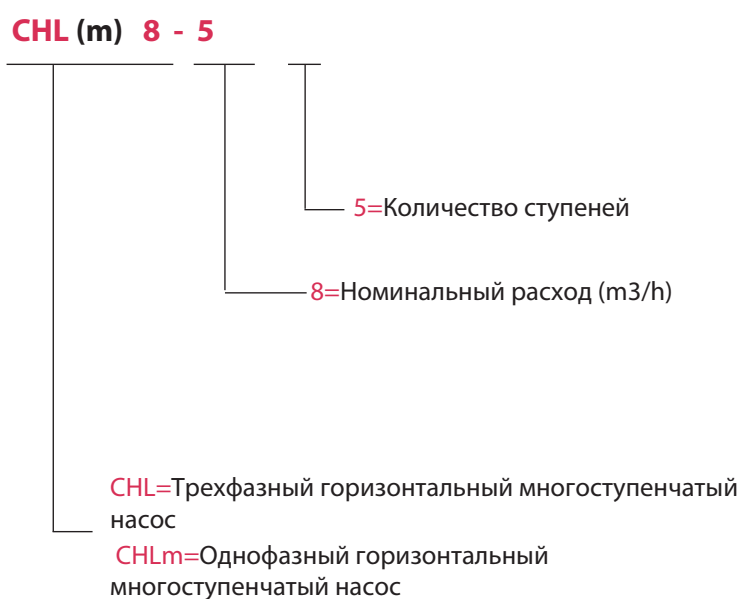 CHL (m) 8 - 5
5=Количество ступеней
8=Номинальный расход (m3/h)
CHL=Трехфазный горизонтальный многоступенчатый
насос
CHLm=Однофазный горизонтальный
многоступенчатый насос